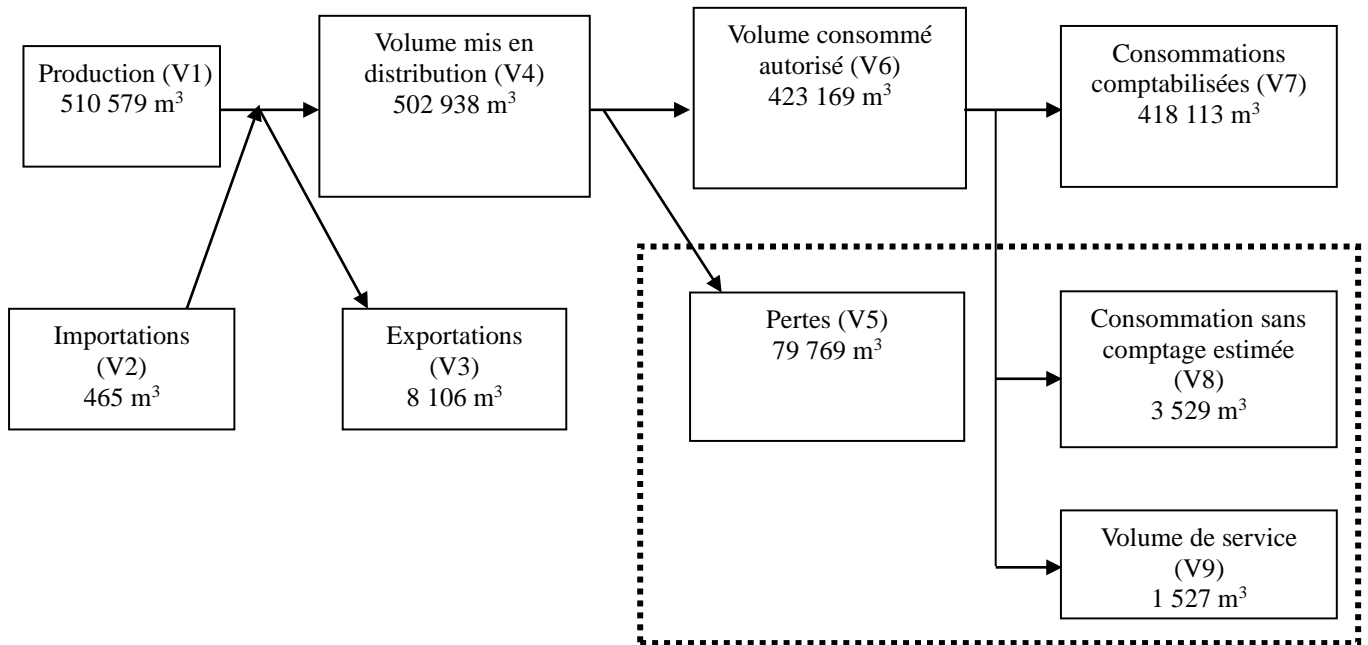 Production (V1)
510 579 m³
Volume mis en
distribution (V4)
502 938 m³
Volume consommé
autorisé (V6)
423 169 m³
Consommations
comptabilisées (V7)
418 113 m³
Importations
(V2)
465 m³
Exportations
(V3)
8 106 m³
Pertes (V5)
79 769 m³
Consommation sans
comptage estimée
(V8)
3 529 m³
Volume de service
(V9)
1 527 m³